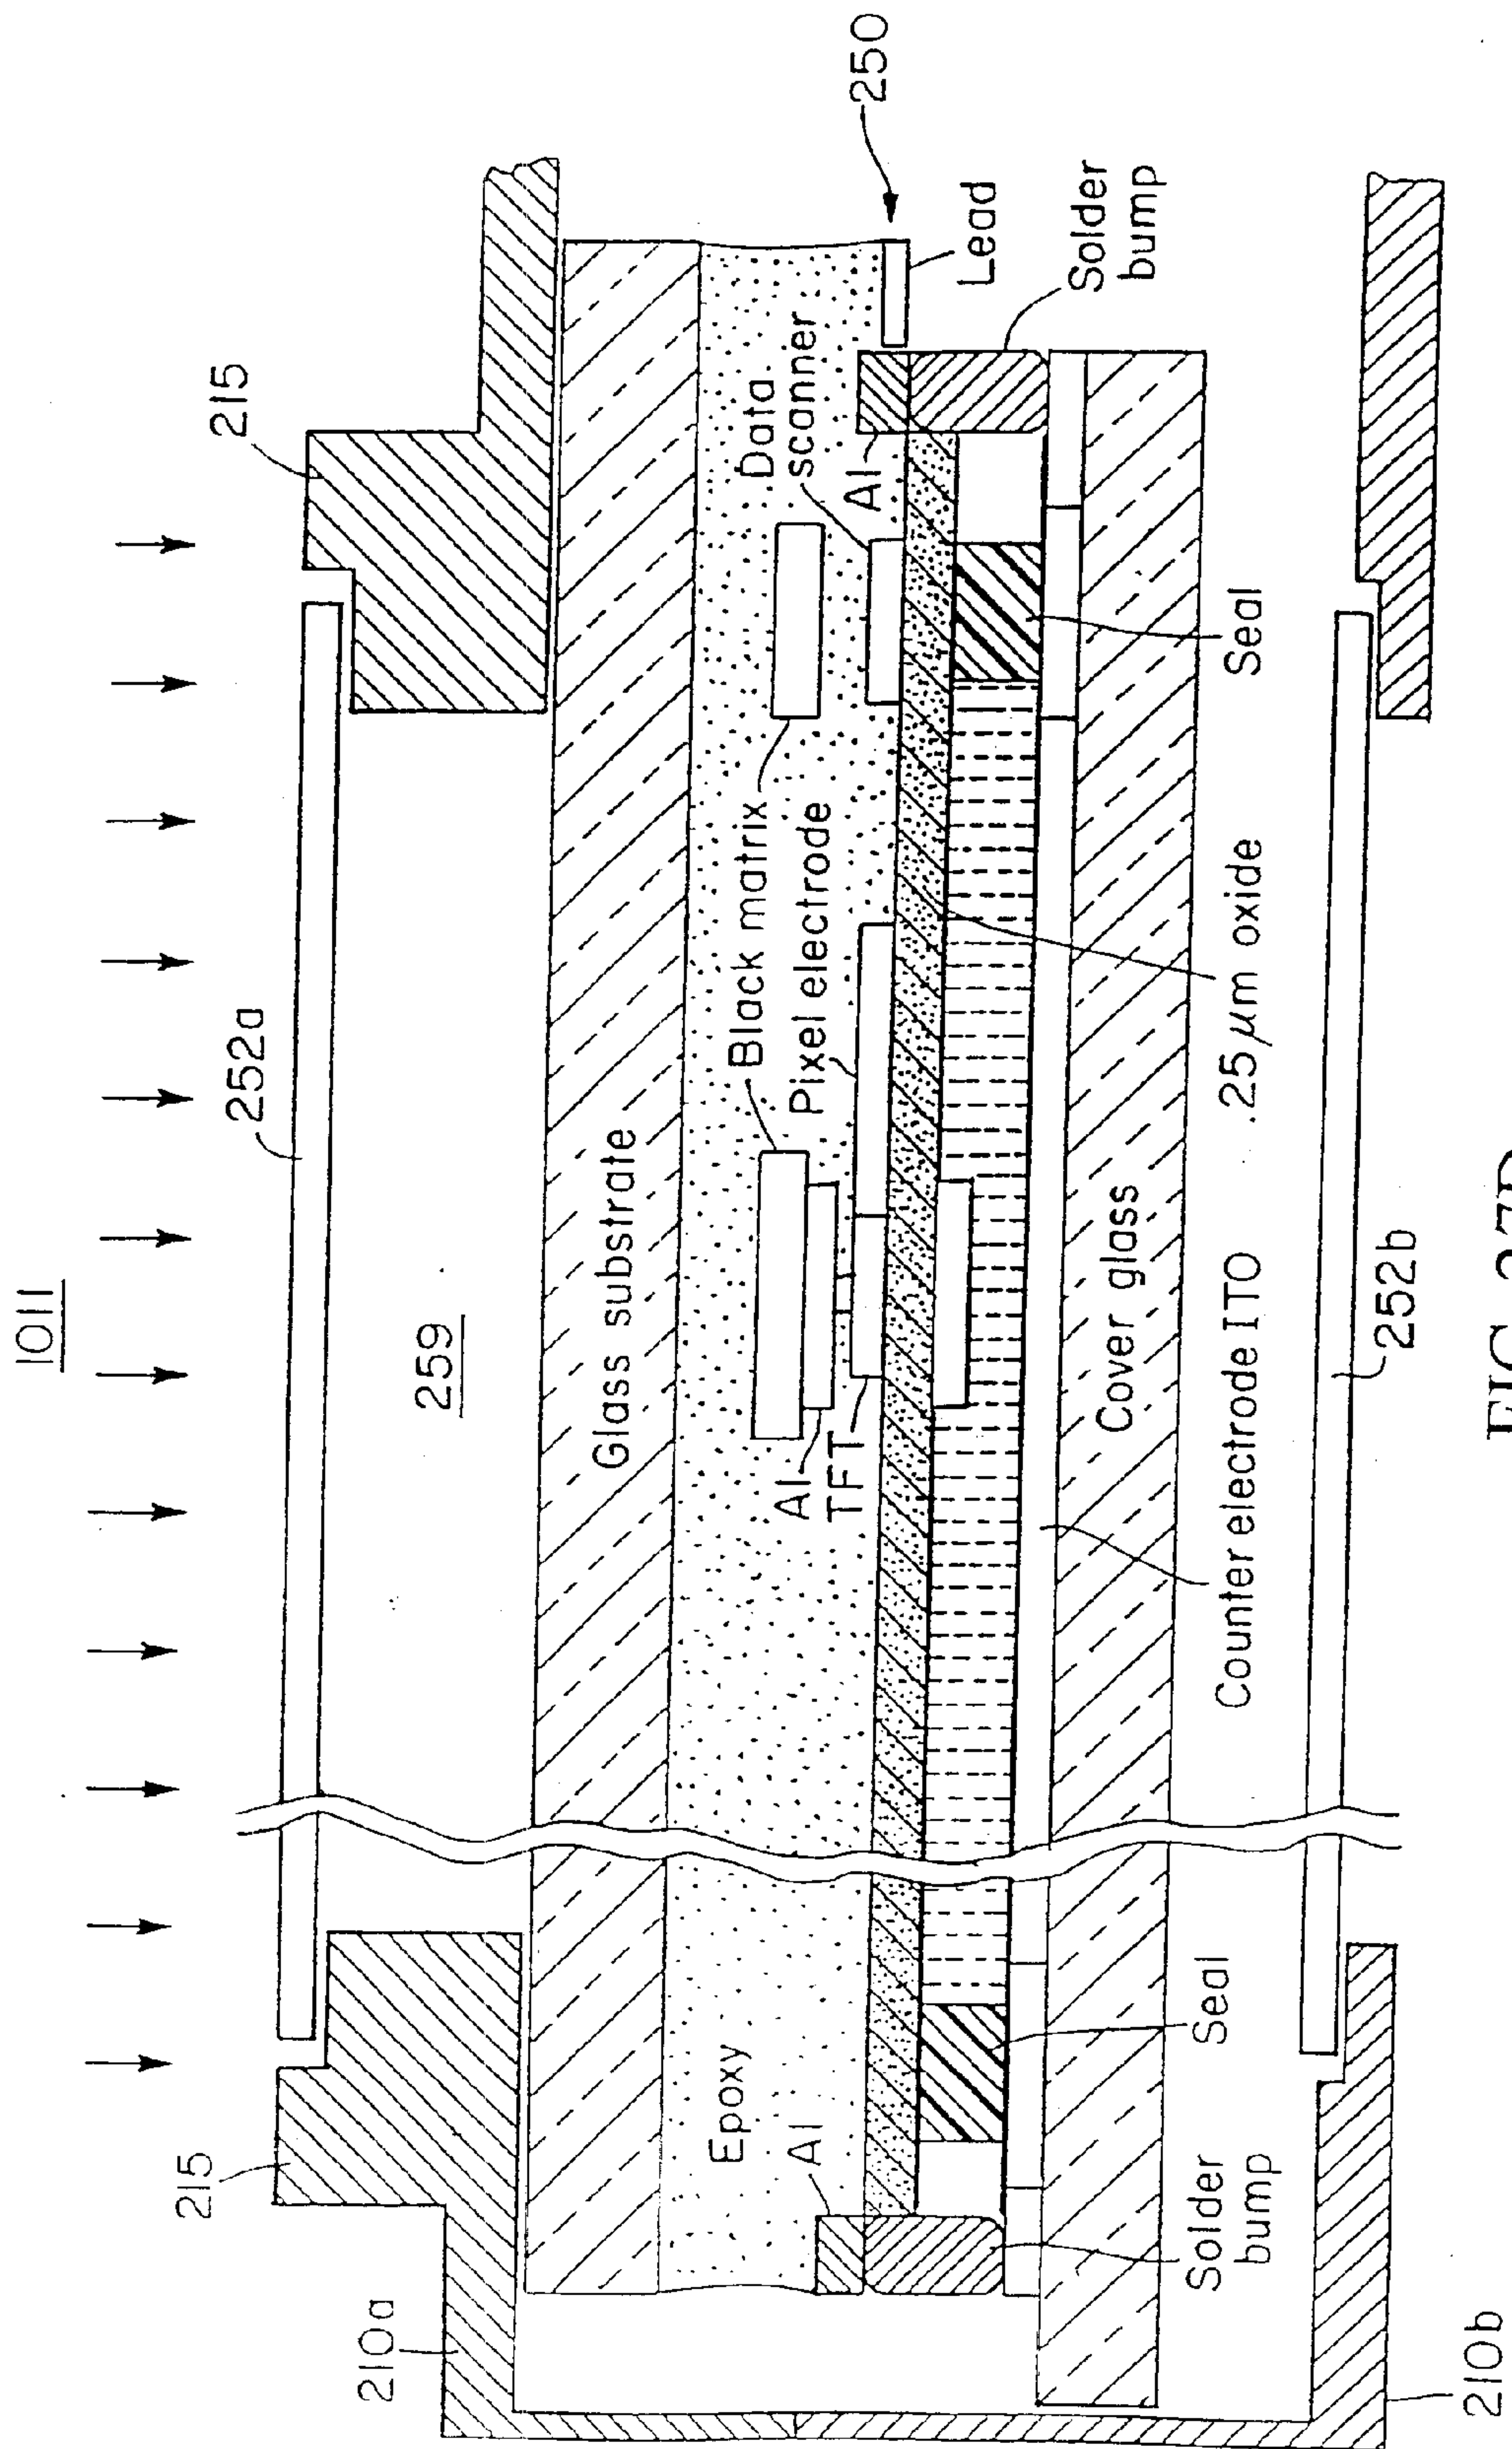 1011
215
252a
215
210a
259
Glass substrate
250
Data
scanner
Black matrix
Pixel electrode
Epoxy
Al
TFT
Al
Al
Lead
Solder
bump
Cover glass
Seal
Seal
Solder
bump
Counter electrode ITO
.25 μm oxide
252b
210b